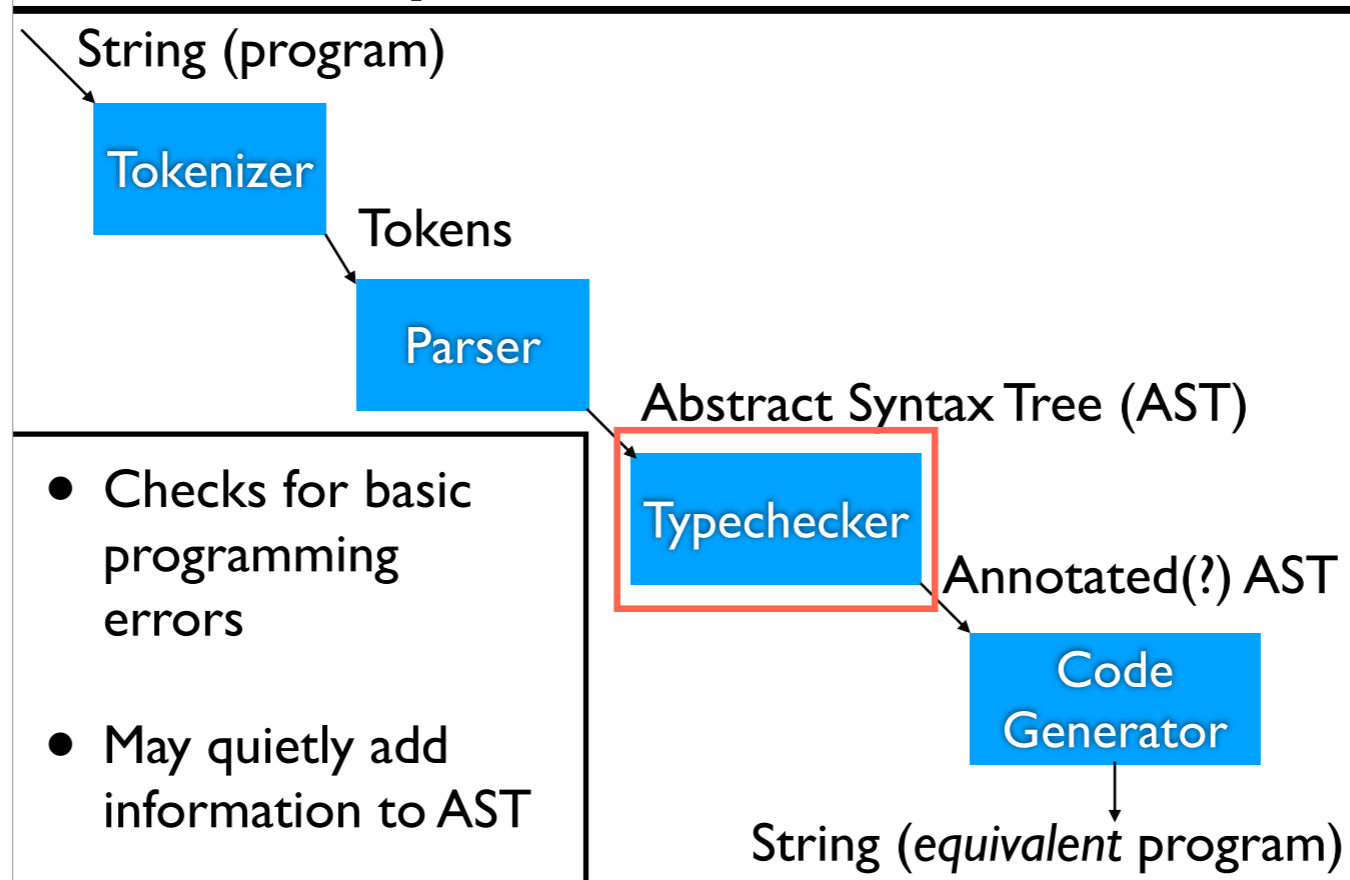 String (program)
Tokenizer
Tokens
Parser
Abstract Syntax Tree (AST)
Typechecker
Annotated(?) AST
Code
Generator
String (equivalent program)
• Checks for basic
programming
errors
• May quietly add
information to AST